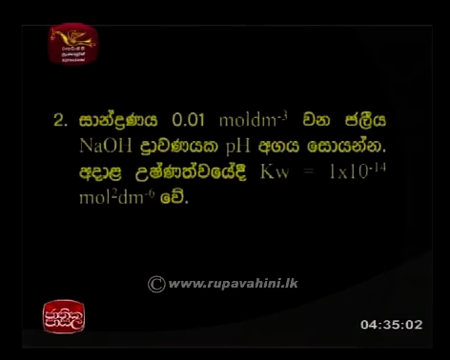 2. සාන්ද්‍රණය 0.01 moldm-3 වන ජලීය
NaOH ද්‍රාවණයක pH අගය සොයන්න.
අදාළ උෂ්ණත්වයේදී Kw = 1x10-14
mol2dm-6 වේ.
© www.rupavahini.lk
ජාතික
පාසල
04:35:02